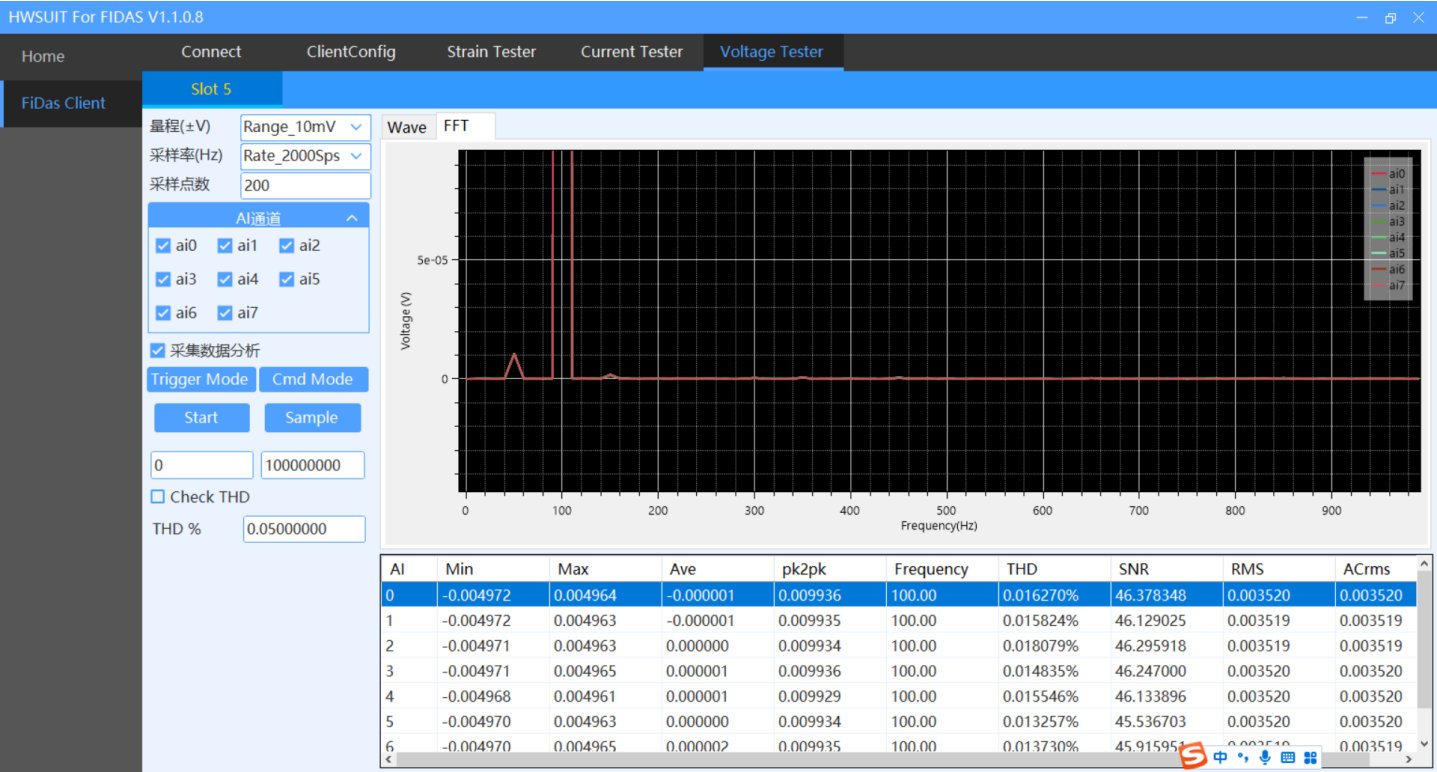 HWSUIT For FIDAS V1.1.0.8
Home
Connect ClientConfig Strain Tester Current Tester Voltage Tester
FiDas Client
Slot 5
量程(±V) Range_10mV
采样率(Hz) Rate_2000Sps
采样点数 200
AI通道
ai0 ai1 ai2
ai3 ai4 ai5
ai6 ai7
采集数据分析
Trigger Mode Cmd Mode
Start Sample
0 100000000
Check THD
THD % 0.05000000
Wave FFT
ai0
ai1
ai2
ai3
ai4
ai5
ai6
ai7
5e-05
0
Voltage (V)
0 100 200 300 400 500 600 700 800 900
Frequency(Hz)
AI Min Max Ave pk2pk Frequency THD SNR RMS ACrms
0 -0.004972 0.004964 -0.000001 0.009936 100.00 0.016270% 46.378348 0.003520 0.003520
1 -0.004972 0.004963 -0.000001 0.009935 100.00 0.015824% 46.129025 0.003519 0.003519
2 -0.004971 0.004963 0.000000 0.009934 100.00 0.018079% 46.295918 0.003519 0.003519
3 -0.004971 0.004965 0.000001 0.009936 100.00 0.014835% 46.247000 0.003520 0.003520
4 -0.004968 0.004961 0.000001 0.009929 100.00 0.015546% 46.133896 0.003520 0.003520
5 -0.004970 0.004963 0.000000 0.009934 100.00 0.013257% 45.536703 0.003520 0.003520
6 -0.004970 0.004965 0.000002 0.009935 100.00 0.013730% 0.003519
S 中